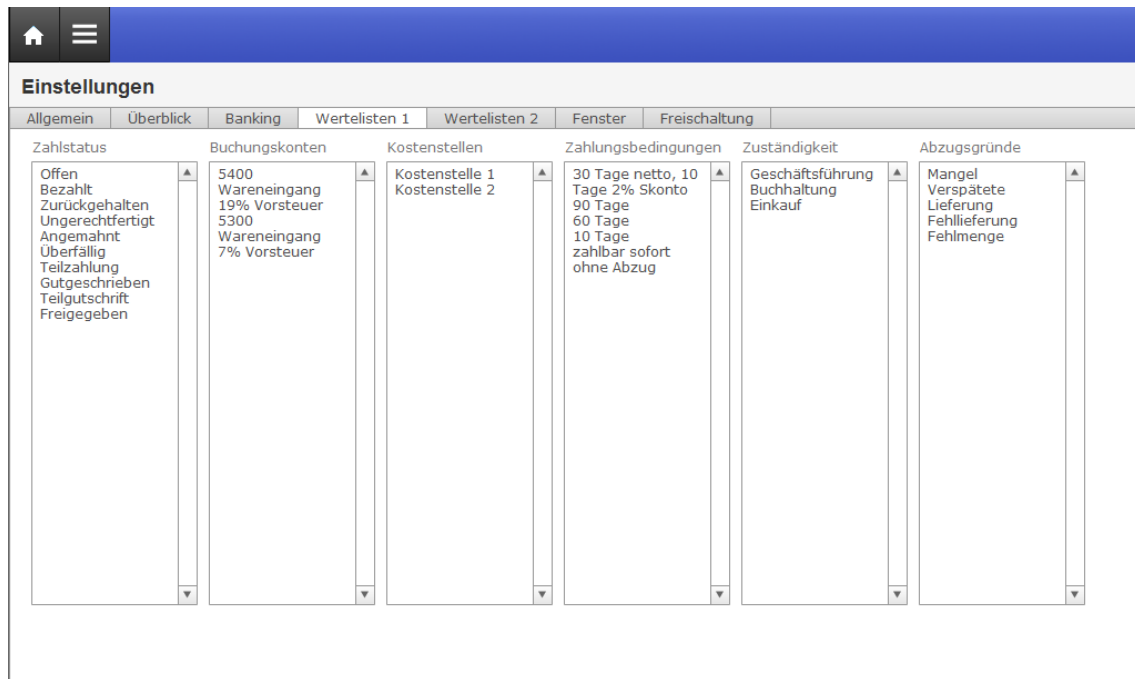 Einstellungen
Allgemein
Überblick
Banking
Wertelisten 1
Wertelisten 2
Fenster
Freischaltung
Zahlstatus
Offen
Bezahlt
Zurückgehalten
Ungerechtfertigt
Angemahnt
Überfällig
Teilzahlung
Gutgeschrieben
Teilgutschrift
Freigegeben
Buchungskonten
5400
Wareneingang
19% Vorsteuer
5300
Wareneingang
7% Vorsteuer
Kostenstellen
Kostenstelle 1
Kostenstelle 2
Zahlungsbedingungen
30 Tage netto, 10
Tage 2% Skonto
90 Tage
60 Tage
10 Tage
zahlbar sofort
ohne Abzug
Zuständigkeit
Geschäftsführung
Buchhaltung
Einkauf
Abzugsgründe
Mangel
Verspätete
Lieferung
Fehllieferung
Fehlmenge